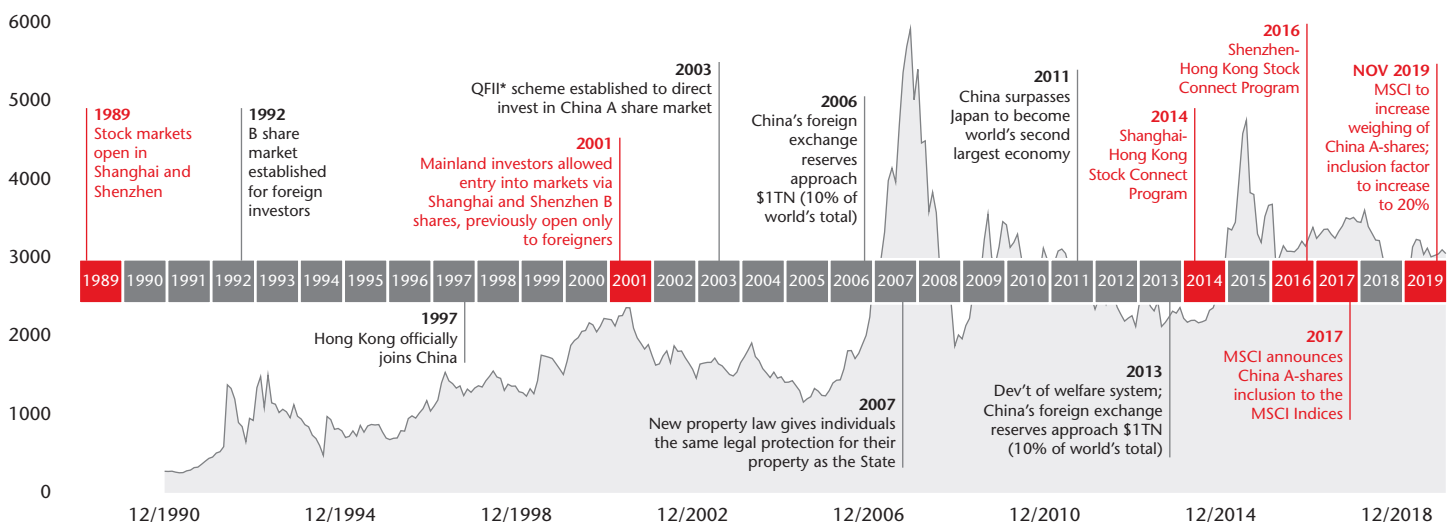 6000
5000
4000
3000
2000
1000
0
1989
Stock markets
open in
Shanghai and
Shenzhen
1992
B share
market
established
for foreign
investors
2001
Mainland investors allowed
entry into markets via
Shanghai and Shenzhen B
shares, previously open only
to foreigners
2003
QFII* scheme established to direct
invest in China A share market
2006
China’s foreign
exchange
reserves
approach
$1TN (10% of
world’s total)
2011
China surpasses
Japan to become
world’s second
largest economy
2014
Shanghai-
Hong Kong
Stock Connect
Program
2016
Shenzhen-
Hong Kong Stock
Connect Program
NOV 2019
MSCI to
increase
weighing of
China A-shares;
inclusion factor
to increase
to 20%
1989 1990 1991 1992 1993 1994 1995 1996 1997 1998 1999 2000 2001 2002 2003 2004 2005 2006 2007 2008 2009 2010 2011 2012 2013 2014 2015 2016 2017 2018 2019
1997
Hong Kong officially
joins China
2007
New property law gives individuals
the same legal protection for their
property as the State
2013
Dev’t of welfare system;
China’s foreign exchange
reserves approach $1TN
(10% of world’s total)
2017
MSCI announces
China A-shares
inclusion to the
MSCI Indices
12/1990 12/1994 12/1998 12/2002 12/2006 12/2010 12/2014 12/2018